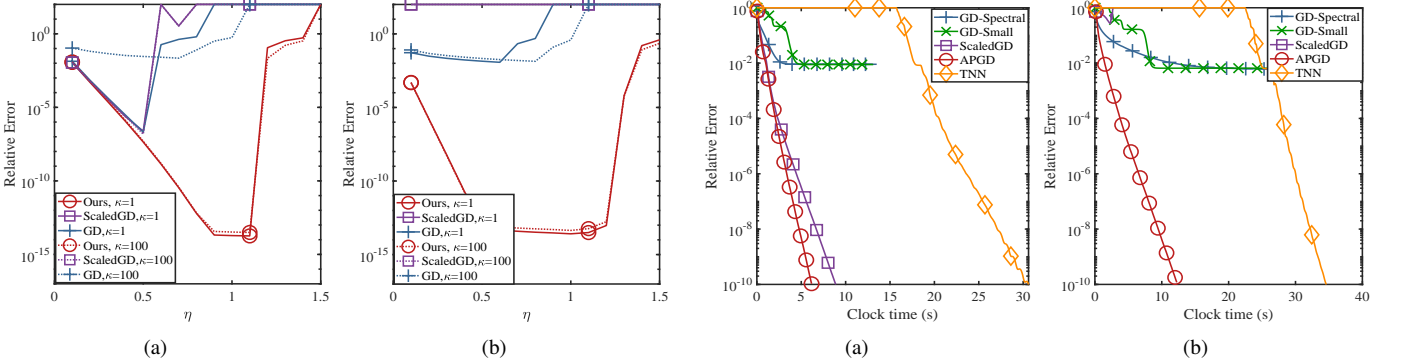 Relative Error
10^0
10^-5
10^-10
10^-15
Ours, κ=1
ScaledGD,κ=1
GD,κ=1
Ours, κ=100
ScaledGD,κ=100
GD,κ=100
0 0.5 1 1.5
η
(a)
Relative Error
10^0
10^-5
10^-10
10^-15
Ours, κ=1
ScaledGD,κ=1
GD,κ=1
Ours, κ=100
ScaledGD,κ=100
GD,κ=100
0 0.5 1 1.5
η
(b)
Relative Error
10^0
10^-2
10^-4
10^-6
10^-8
10^-10
GD-Spectral
GD-Small
ScaledGD
APGD
TNN
0 5 10 15 20 25 30
Clock time (s)
(a)
Relative Error
10^0
10^-2
10^-4
10^-6
10^-8
10^-10
GD-Spectral
GD-Small
ScaledGD
APGD
TNN
0 10 20 30 40
Clock time (s)
(b)